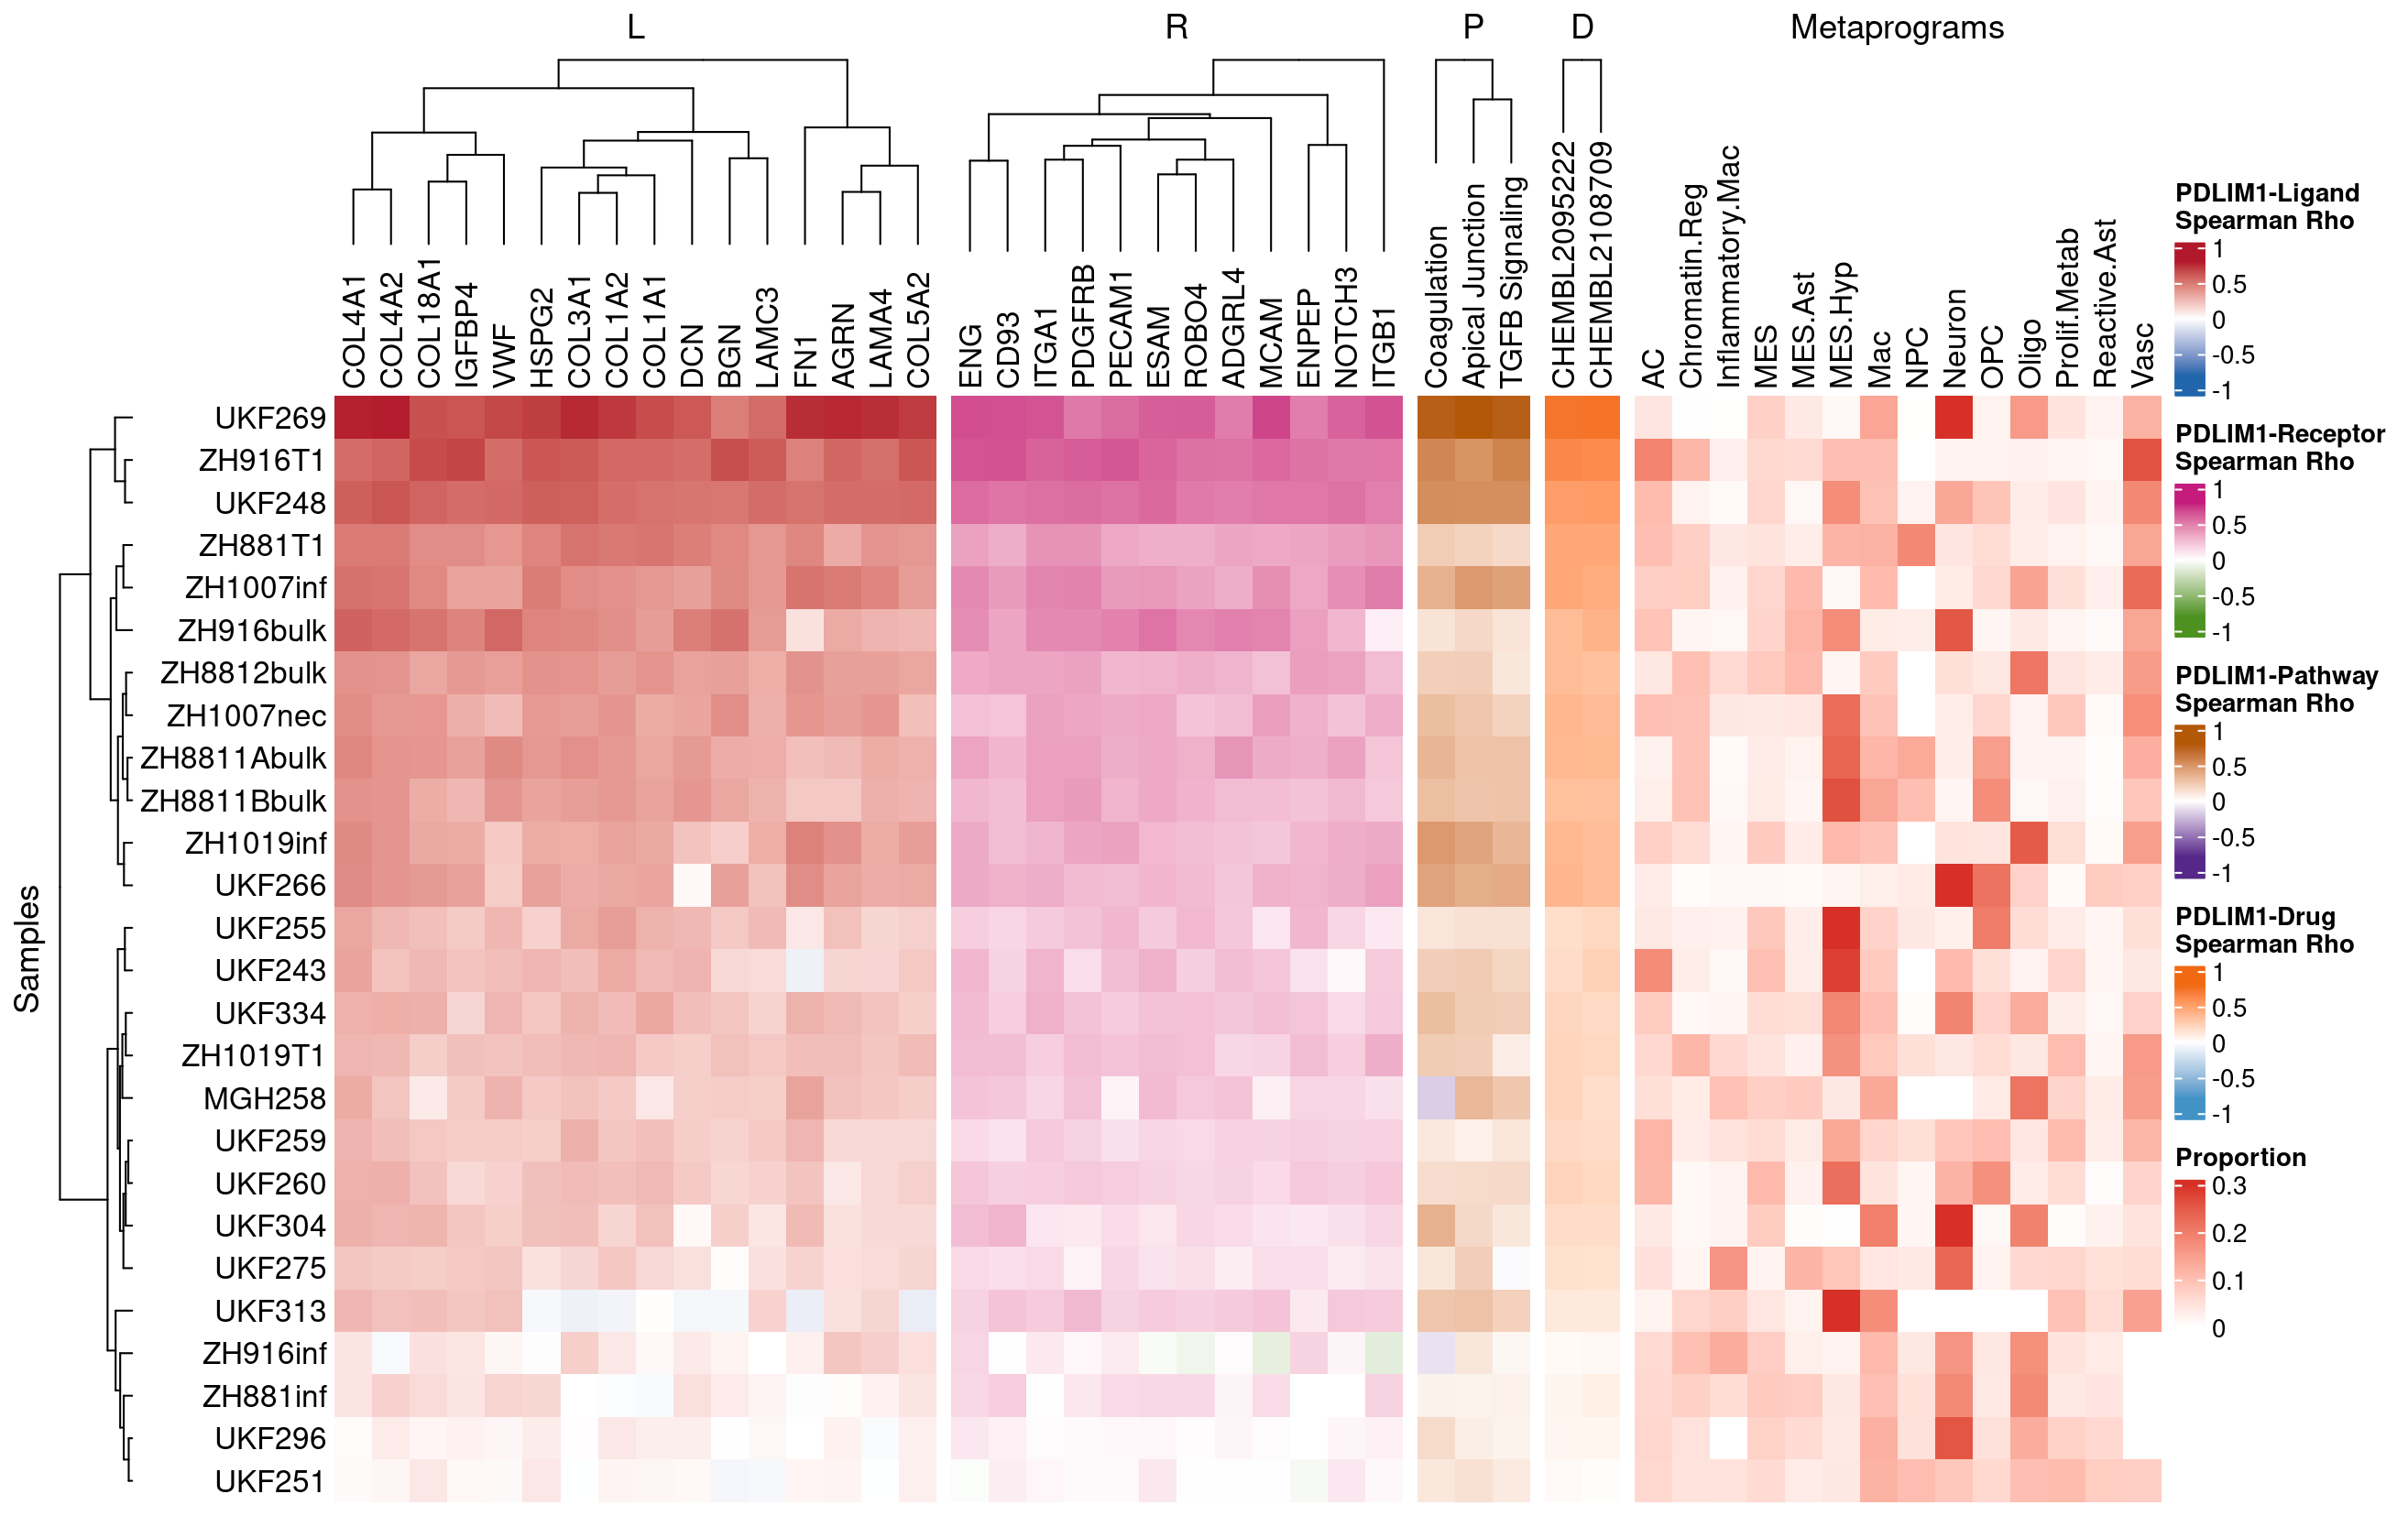 L
R
P
D
Metaprograms
COL4A1
COL4A2
COL18A1
IGFBP4
VWF
HSPG2
COL3A1
COL1A2
COL1A1
DCN
BGN
LAMC3
FN1
AGRN
LAMA4
COL5A2
ENG
CD93
ITGA1
PDGFRB
PECAM1
ESAM
ROBO4
ADGRL4
MCAM
ENPEP
NOTCH3
ITGB1
Coagulation
Apical Junction
TGFB Signaling
CHEMBL2095222
CHEMBL2108709
AC
Chromatin.Reg
Inflammatory.Mac
MES
MES.Ast
MES.Hyp
Mac
NPC
Neuron
OPC
Oligo
Prolif.Metab
Reactive.Ast
Vasc
Samples
UKF269
ZH916T1
UKF248
ZH881T1
ZH1007inf
ZH916bulk
ZH8812bulk
ZH1007nec
ZH8811Abulk
ZH8811Bbulk
ZH1019inf
UKF266
UKF255
UKF243
UKF334
ZH1019T1
MGH258
UKF259
UKF260
UKF304
UKF275
UKF313
ZH916inf
ZH881inf
UKF296
UKF251
PDLIM1-Ligand
Spearman Rho
1
0.5
0
-0.5
-1
PDLIM1-Receptor
Spearman Rho
1
0.5
0
-0.5
-1
PDLIM1-Pathway
Spearman Rho
1
0.5
0
-0.5
-1
PDLIM1-Drug
Spearman Rho
1
0.5
0
-0.5
-1
Proportion
0.3
0.2
0.1
0